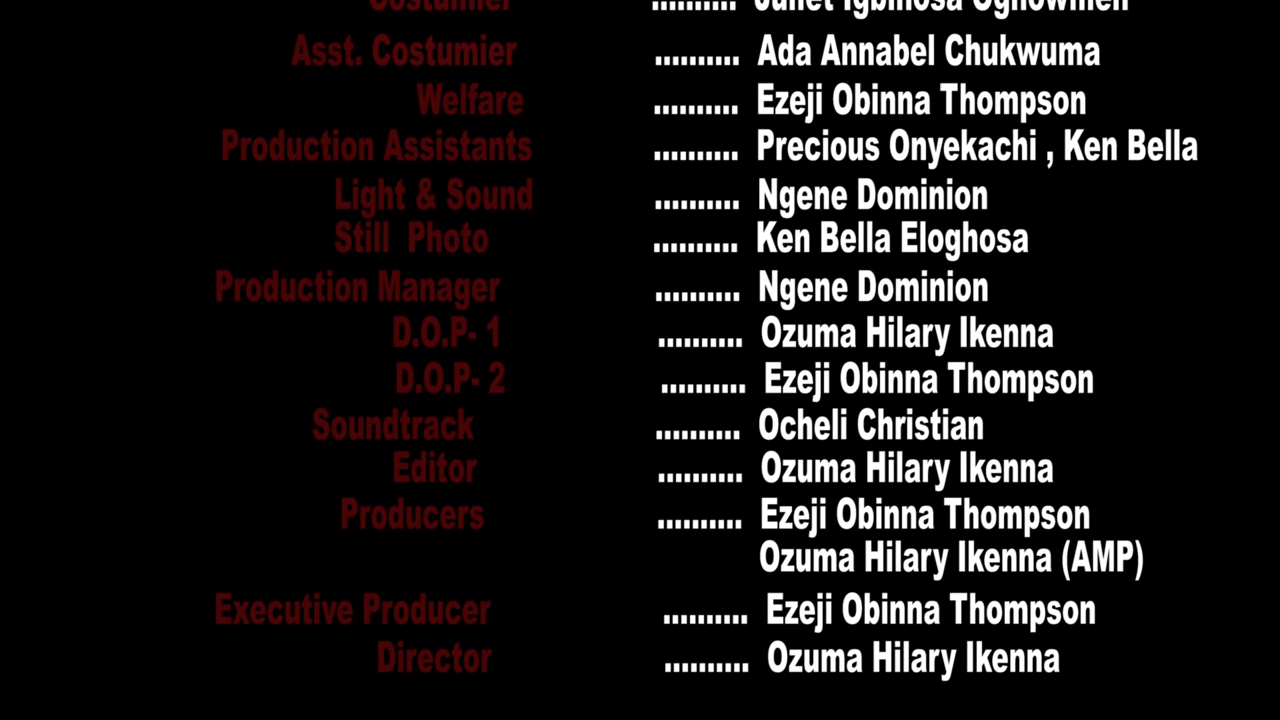 Costumier .......... Juliet Igbinosa
Asst. Costumier .......... Ada Annabel Chukwuma
Welfare .......... Ezeji Obinna Thompson
Production Assistants .......... Precious Onyekachi , Ken Bella
Light & Sound .......... Ngene Dominion
Still Photo .......... Ken Bella Eloghosa
Production Manager .......... Ngene Dominion
D.O.P- 1 .......... Ozuma Hilary Ikenna
D.O.P- 2 .......... Ezeji Obinna Thompson
Soundtrack .......... Ocheli Christian
Editor .......... Ozuma Hilary Ikenna
Producers .......... Ezeji Obinna Thompson
Ozuma Hilary Ikenna (AMP)
Executive Producer .......... Ezeji Obinna Thompson
Director .......... Ozuma Hilary Ikenna